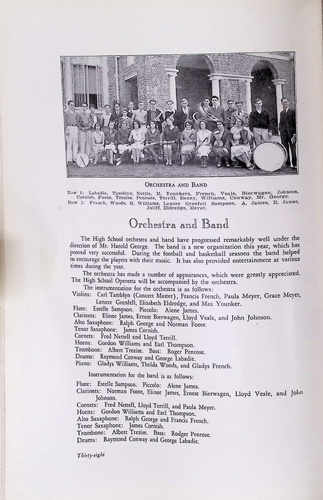 ORCHESTRA AND BAND
Row 1: Labadie, Tamblyn, Nettle, M. Younkers, French, Veale, Bierwagen, Johnson,
Cornish, Foote, Trezise, Penrose, Terrill, Benny, Williams, Conway, Mr. George.
Row 2: French, Woods, G. Williams, Lenore Grenfell Sampson, A. James, E. James,
Jaliff, Eldredge, Meyer.
Orchestra and Band
The High School orchestra and band have progressed remarkably well under the
direction of Mr. Harold George. The band is a new organization this year, which has
proved very successful. During the football and basketball seasons the band helped
to encourage the players with their music. It has also provided entertainment at various
times during the year.
The orchestra has made a number of appearances, which were greatly appreciated.
The High School Operetta will be accompanied by the orchestra.
The instrumentation for the orchestra is as follows:
Violins: Carl Tamblyn (Concert Master), Francis French, Paula Meyer, Grace Meyer,
Lenore Grenfell, Elizabeth Eldredge, and Max Younker.
Flute: Estelle Sampson. Piccolo: Alene James.
Clarinets: Elinor James, Ernest Bierwagen, Lloyd Veale, and John Johnson.
Alto Saxaphone: Ralph George and Norman Foote.
Tenor Saxaphone: James Cornish.
Cornets: Fred Nettell and Lloyd Terrill.
Horns: Gordon Williams and Earl Thompson.
Trombone: Albert Trezise. Bass: Roger Penrose.
Drums: Raymond Conway and George Labadie.
Piano: Gladys Williams, Thelda Woods, and Gladys French.
Instrumentation for the band is as follows:
Flute: Estelle Sampson. Piccolo: Alene James.
Clarinets: Norman Foote, Elinor James, Ernest Bierwagen, Lloyd Veale, and John
Johnson.
Cornets: Fred Nettell, Lloyd Terrill, and Paula Meyer.
Horns: Gordon Williams and Earl Thompson.
Alto Saxaphone: Ralph George and Francis French.
Tenor Saxaphone: James Cornish.
Trombone: Albert Trezise. Bass: Rodger Penrose.
Drums: Raymond Conway and George Labadie.
Thirty-eight